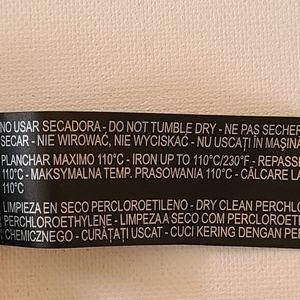 NO USAR SECADORA - DO NOT TUMBLE DRY - NE PAS SECHER
SECAR - NIE WIROWAĆ, NIE WYCISKAĆ - NU USCAȚI ÎN MAȘINĂ
PLANCHAR MAXIMO 110°C - IRON UP TO 110°C/230°F - REPASSE
110°C - MAKSYMALNA TEMP. PRASOWANIA 110°C - CĂLCARE LA
110°C
LIMPIEZA EN SECO PERCLOROETILENO - DRY CLEAN PERCHLO
PERCHLOROETHYLENE - LIMPEZA A SECO COM PERCLOROE
CHEMICZNEGO - CURĂȚAȚI USCAT - CUCI KERING DENGAN PE